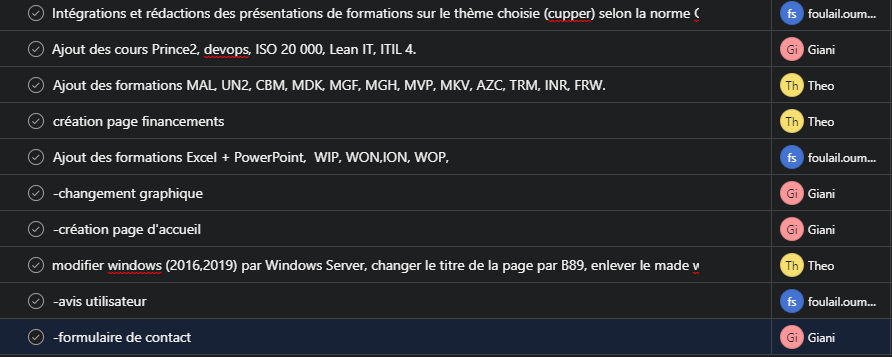 Intégrations et rédactions des présentations de formations sur le thème choisie (cupper) selon la norme
fs foulail.oum...
Ajout des cours Prince2, devops, ISO 20 000, Lean IT, ITIL 4.
Gi Giani
Ajout des formations MAL, UN2, CBM, MDK, MGF, MGH, MVP, MKV, AZC, TRM, INR, FRW.
Th Theo
création page financements
Th Theo
Ajout des formations Excel + PowerPoint, WIP, WON,ION, WOP,
fs foulail.oum...
-changement graphique
Gi Giani
-création page d'accueil
Gi Giani
modifier windows (2016,2019) par Windows Server, changer le titre de la page par B89, enlever le made w
Th Theo
-avis utilisateur
fs foulail.oum...
-formulaire de contact
Gi Giani